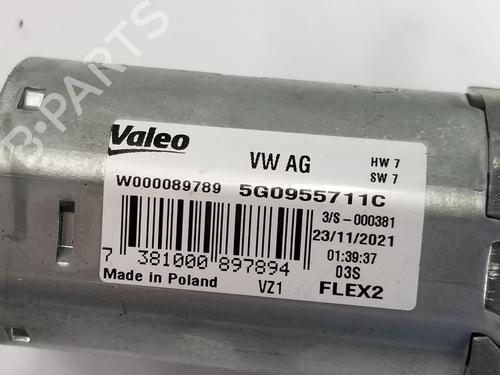 B-PARTS
Valeo
VW AG
HW 7
SW 7
W000089789
5G0955711C
3/S-000381
23/11/2021
01:39:37
03S
7 381000 897894
Made in Poland
VZ1
FLEX2